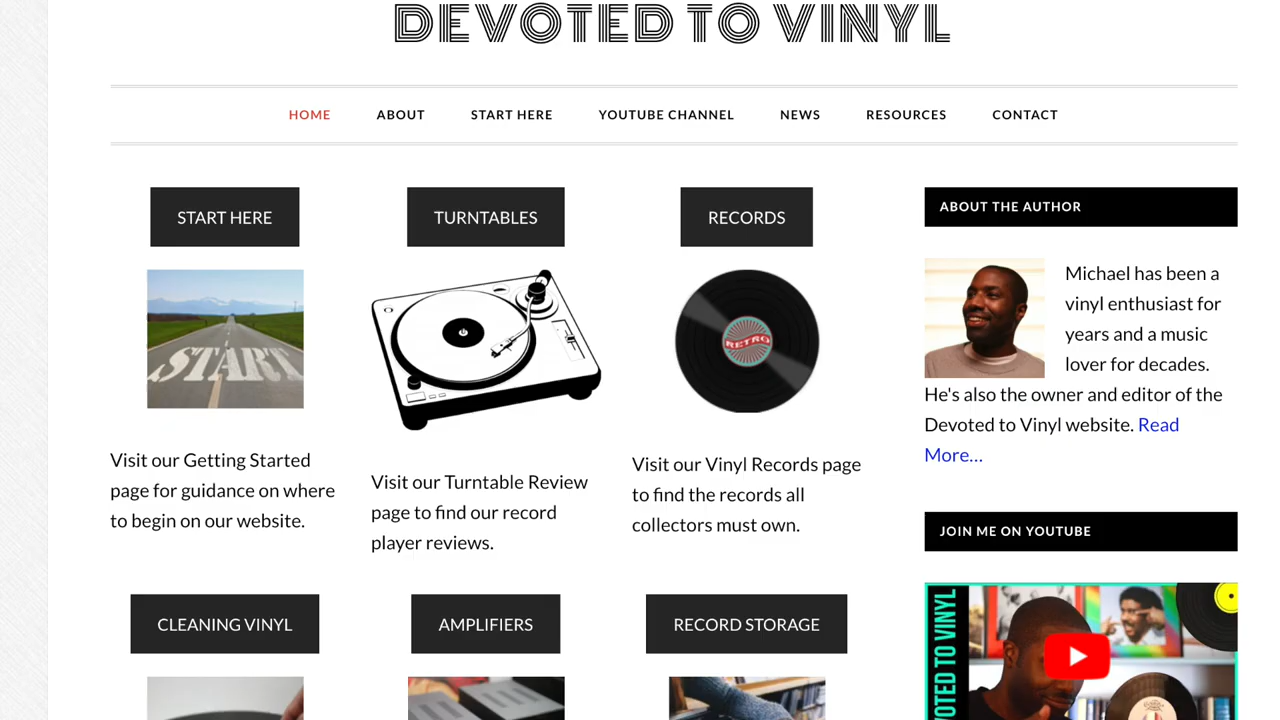 DEVOTED TO VINYL
HOME ABOUT START HERE YOUTUBE CHANNEL NEWS RESOURCES CONTACT
START HERE
START
Visit our Getting Started
page for guidance on where
to begin on our website.
TURNTABLES
Visit our Turntable Review
page to find our record
player reviews.
RECORDS
RETRO
Visit our Vinyl Records page
to find the records all
collectors must own.
CLEANING VINYL
AMPLIFIERS
RECORD STORAGE
ABOUT THE AUTHOR
Michael has been a
vinyl enthusiast for
years and a music
lover for decades.
He's also the owner and editor of the
Devoted to Vinyl website. Read
More...
JOIN ME ON YOUTUBE
VOTED TO VINYL